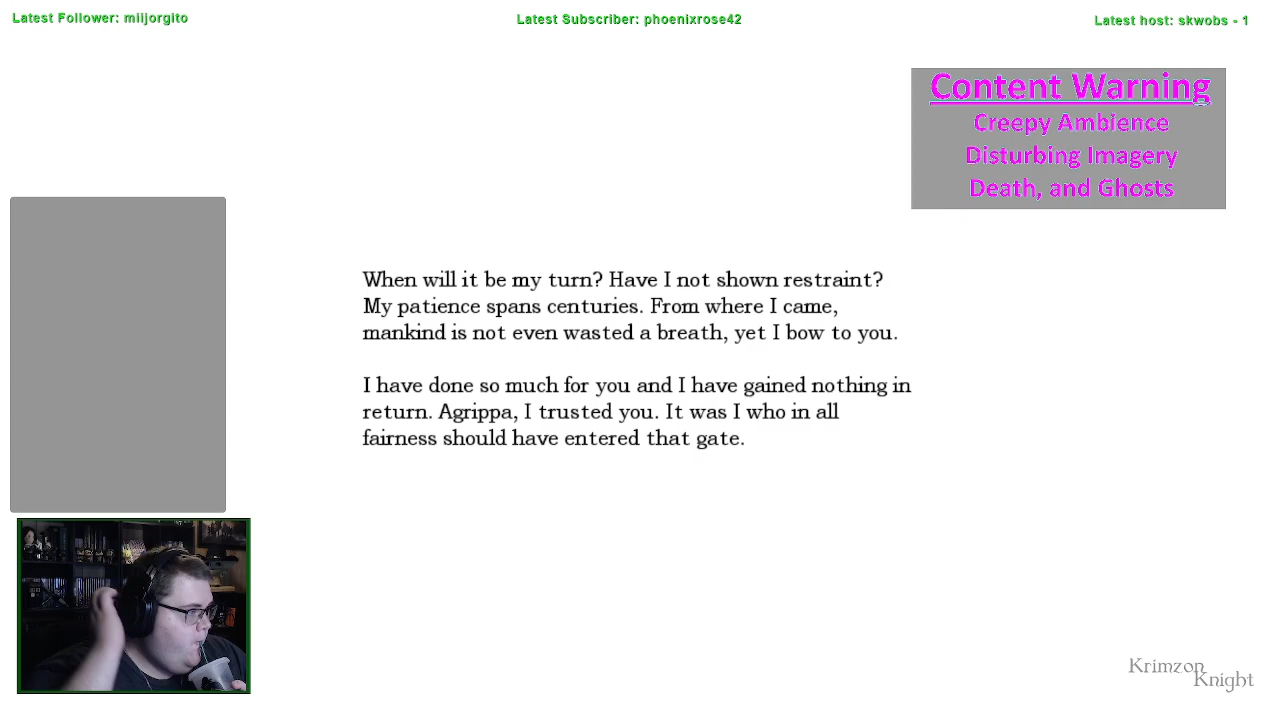 Latest Follower: miijorgito
Latest Subscriber: phoenixrose42
Latest host: skwobs - 1
Content Warning
Creepy Ambience
Disturbing Imagery
Death, and Ghosts
When will it be my turn? Have I not shown restraint?
My patience spans centuries. From where I came,
mankind is not even wasted a breath, yet I bow to you.
I have done so much for you and I have gained nothing in
return. Agrippa, I trusted you. It was I who in all
fairness should have entered that gate.
Krimzon
Knight